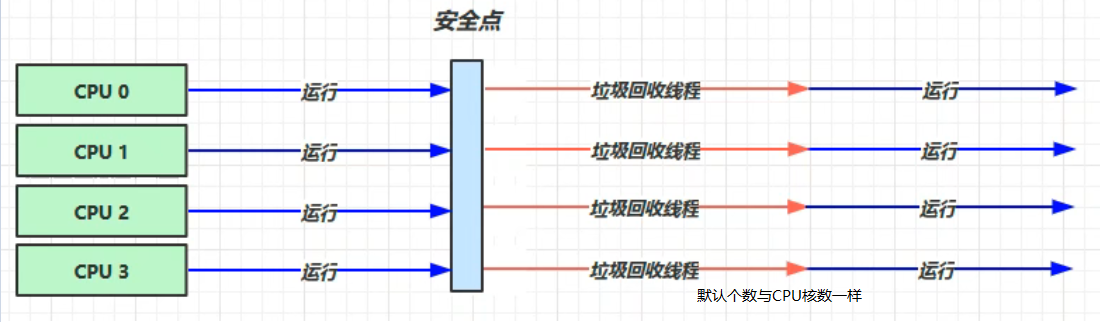 安全点
CPU 0 运行 垃圾回收线程 运行
CPU 1 运行 垃圾回收线程 运行
CPU 2 运行 垃圾回收线程 运行
CPU 3 运行 垃圾回收线程 运行
默认个数与CPU核数一样